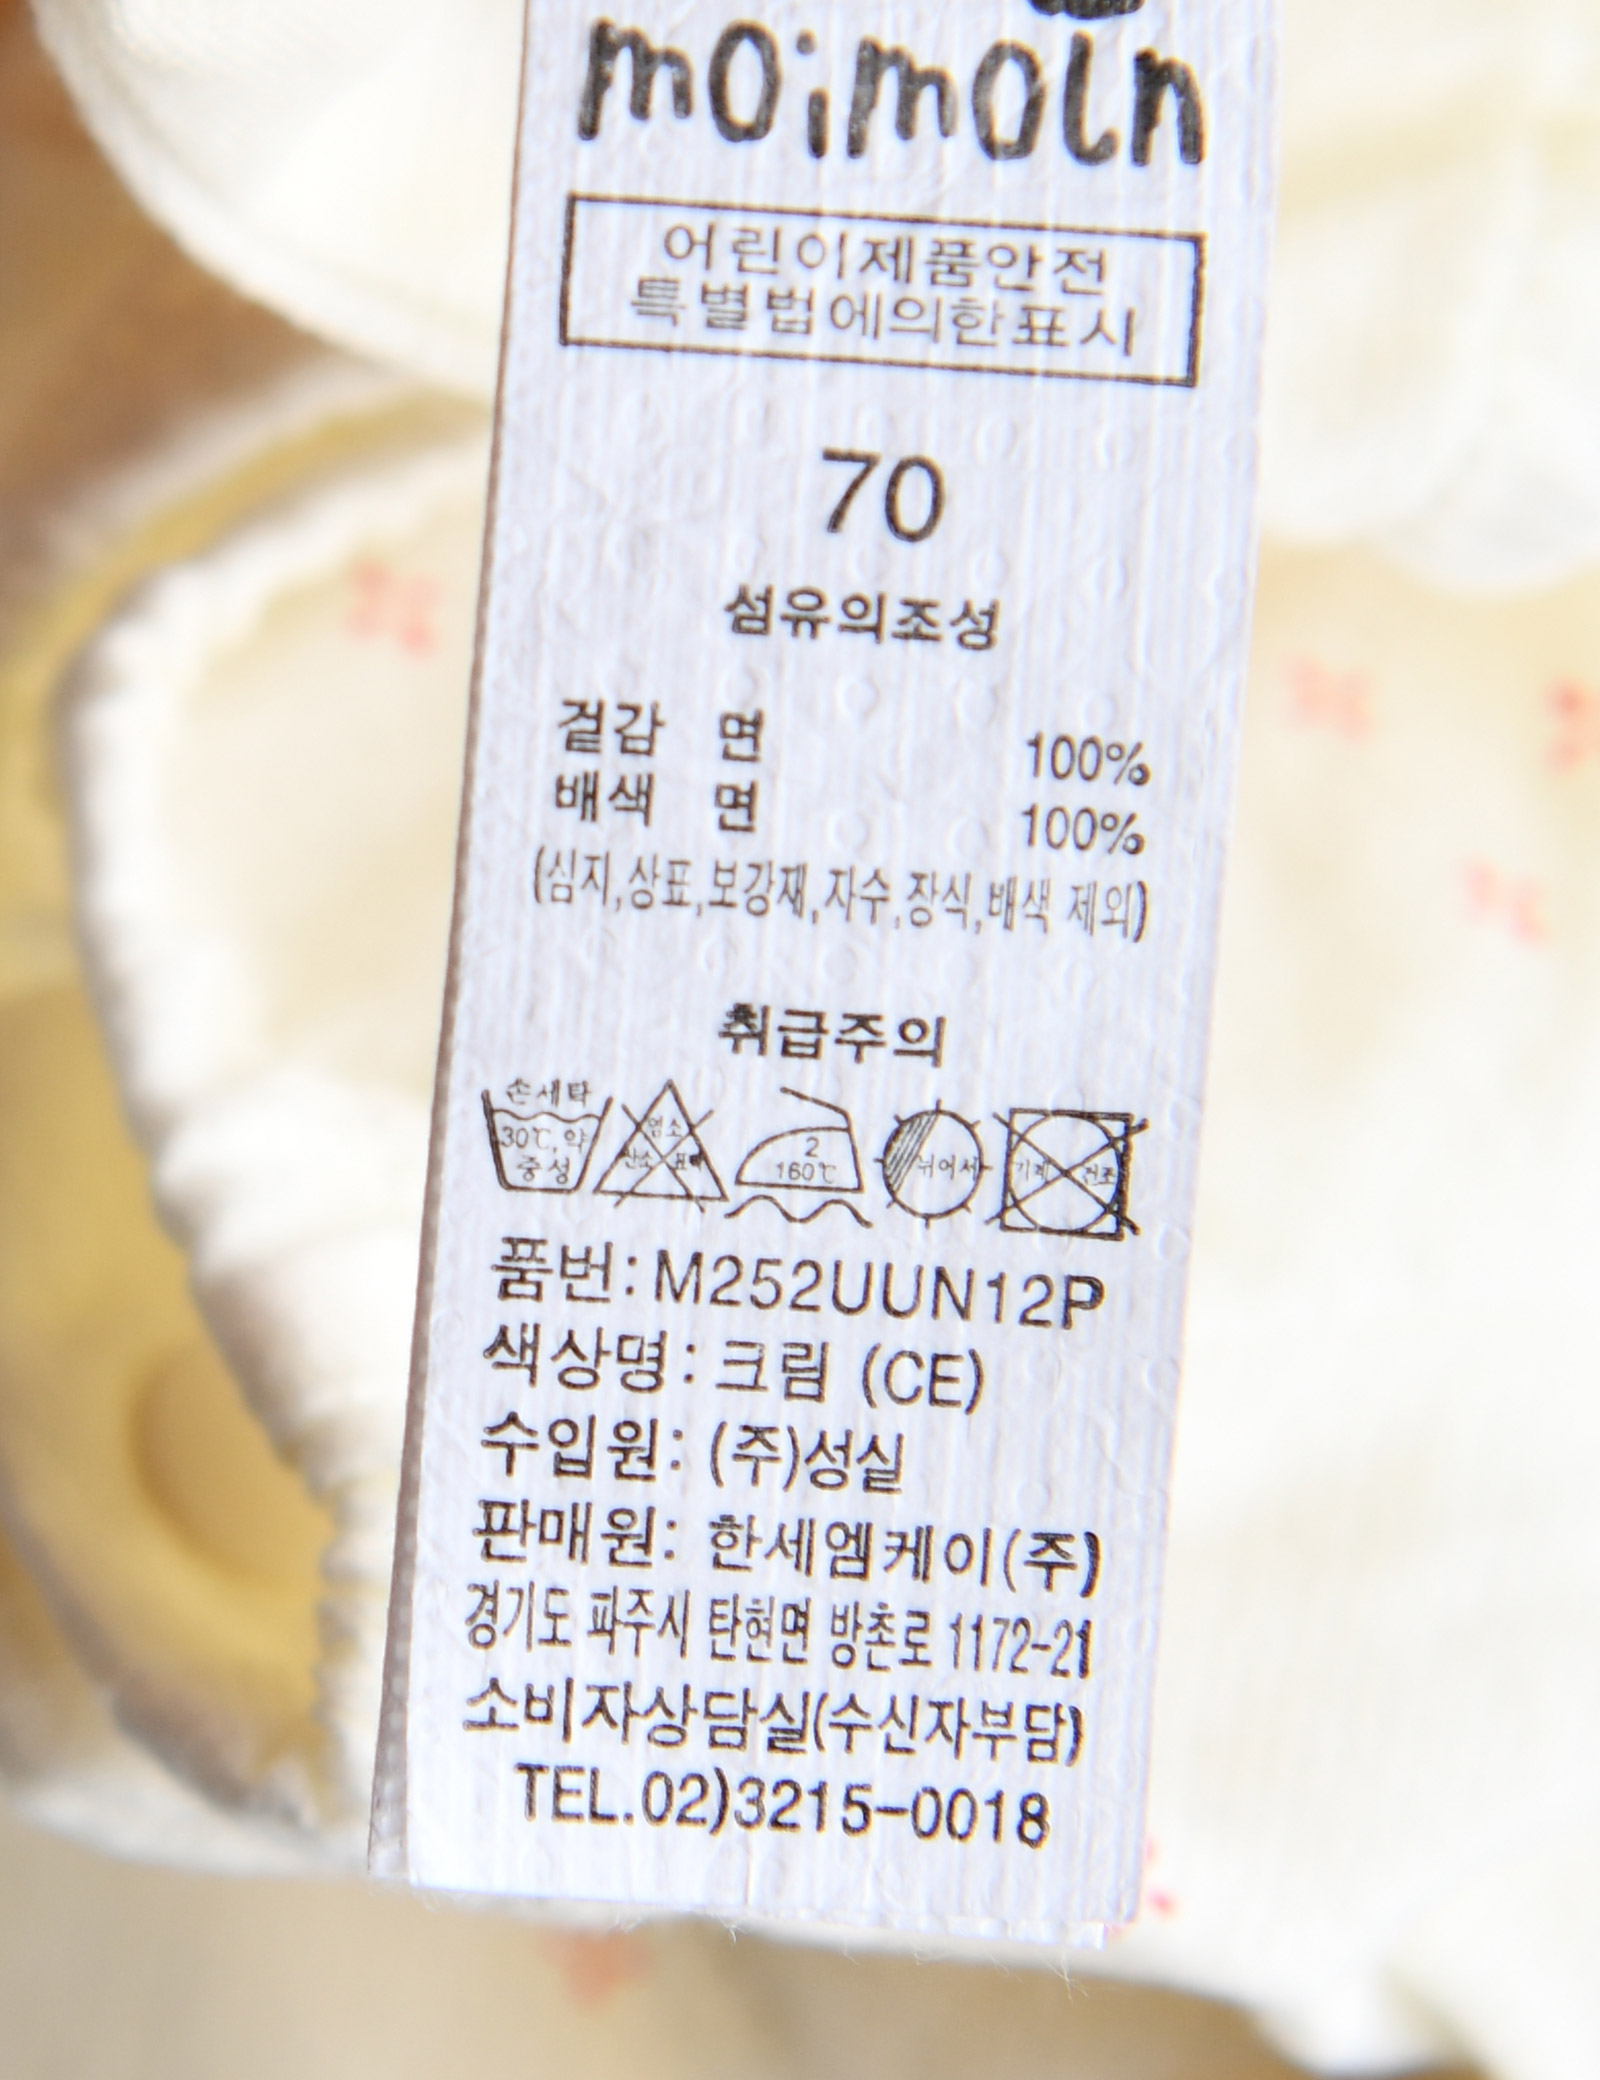 moimoln
어린이제품안전
특별법에의한표시
70
섬유의조성
겉감 면 100%
배색 면 100%
(심지,상표,보강재,자수,장식,배색 제외)
취급주의
손세탁
30℃,약
중성
염소
산소 표백
2
160℃
뉘어서
기계 건조
품번: M252UUN12P
색상명: 크림 (CE)
수입원: (주)성실
판매원: 한세엠케이(주)
경기도 파주시 탄현면 방촌로 1172-21
소비자상담실(수신자부담)
TEL.02)3215-0018